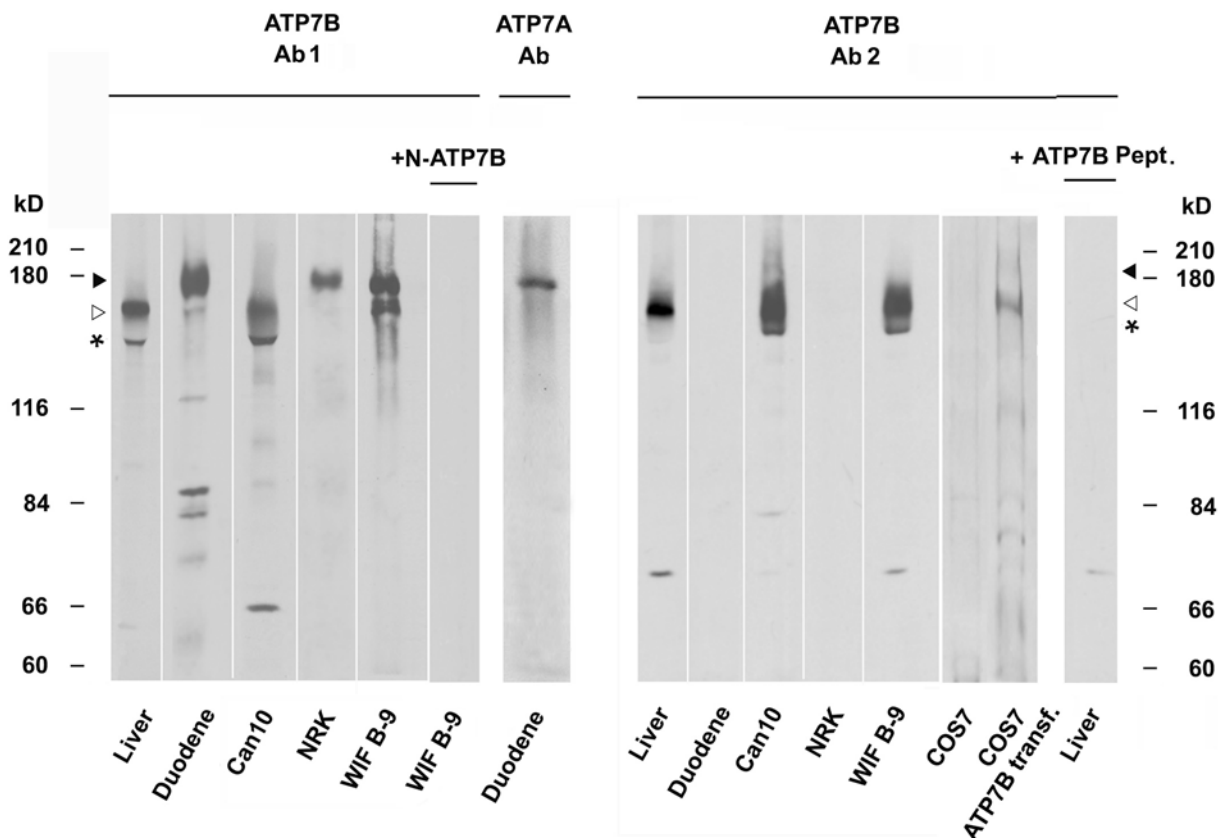 ATP7B
Ab 1
ATP7A
Ab
ATP7B
Ab 2
+N-ATP7B
+ ATP7B Pept.
kD
210
180
*
116
84
66
60
kD
210
180
*
116
84
66
60
Liver
Duodene
Can10
NRK
WIF B-9
WIF B-9
Duodene
Liver
Duodene
Can10
NRK
WIF B-9
COS7
COS7
ATP7B transf.
Liver